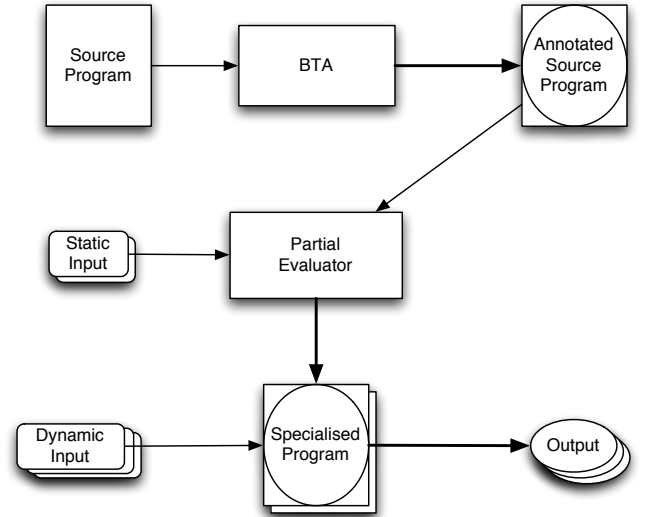 Source
Program
BTA
Annotated
Source
Program
Static
Input
Partial
Evaluator
Dynamic
Input
Specialised
Program
Output